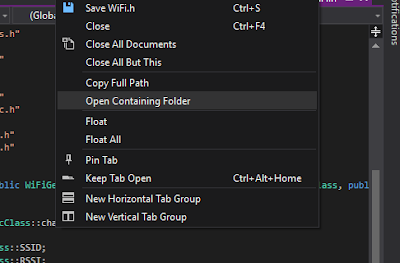 Save WiFi.h Ctrl+S
(Globa
Close Ctrl+F4
s.h"
Close All Documents
Close All But This
Copy Full Path
Open Containing Folder
c.h"
Float
.h"
Float All
.h"
Pin Tab
Keep Tab Open Ctrl+Alt+Home
blic WiFiGe
lass, publ
New Horizontal Tab Group
New Vertical Tab Group
cClass::cha
ss::SSID;
ss::RSSI;
otifications